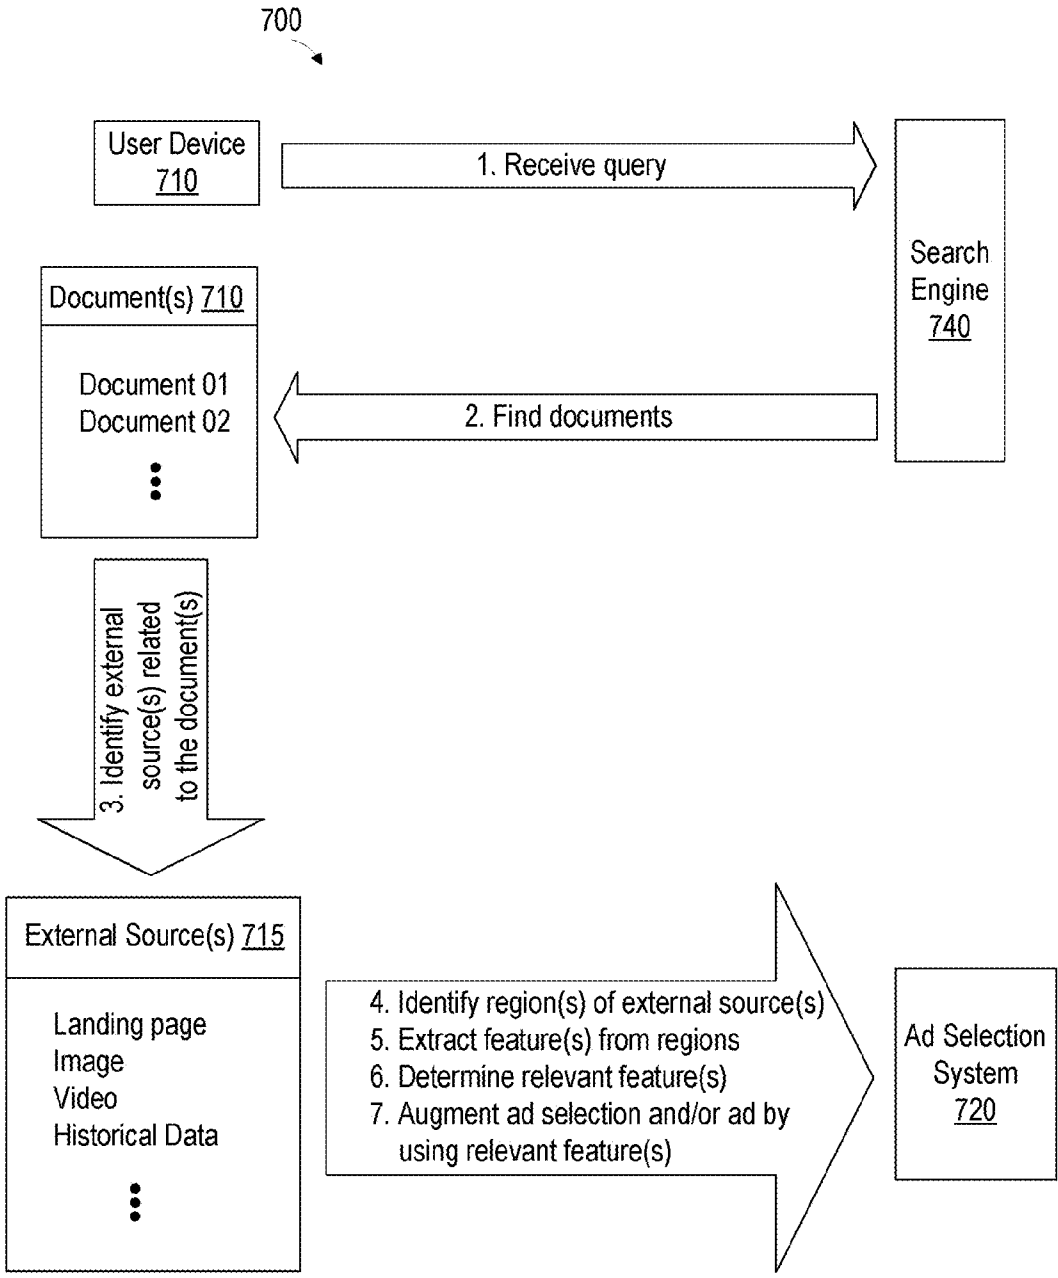 700
User Device
710
1. Receive query
Search
Engine
740
Document(s) 710
Document 01
Document 02
2. Find documents
3. Identify external
source(s) related
to the document(s)
External Source(s) 715
Landing page
Image
Video
Historical Data
4. Identify region(s) of external source(s)
5. Extract feature(s) from regions
6. Determine relevant feature(s)
7. Augment ad selection and/or ad by
using relevant feature(s)
Ad Selection
System
720